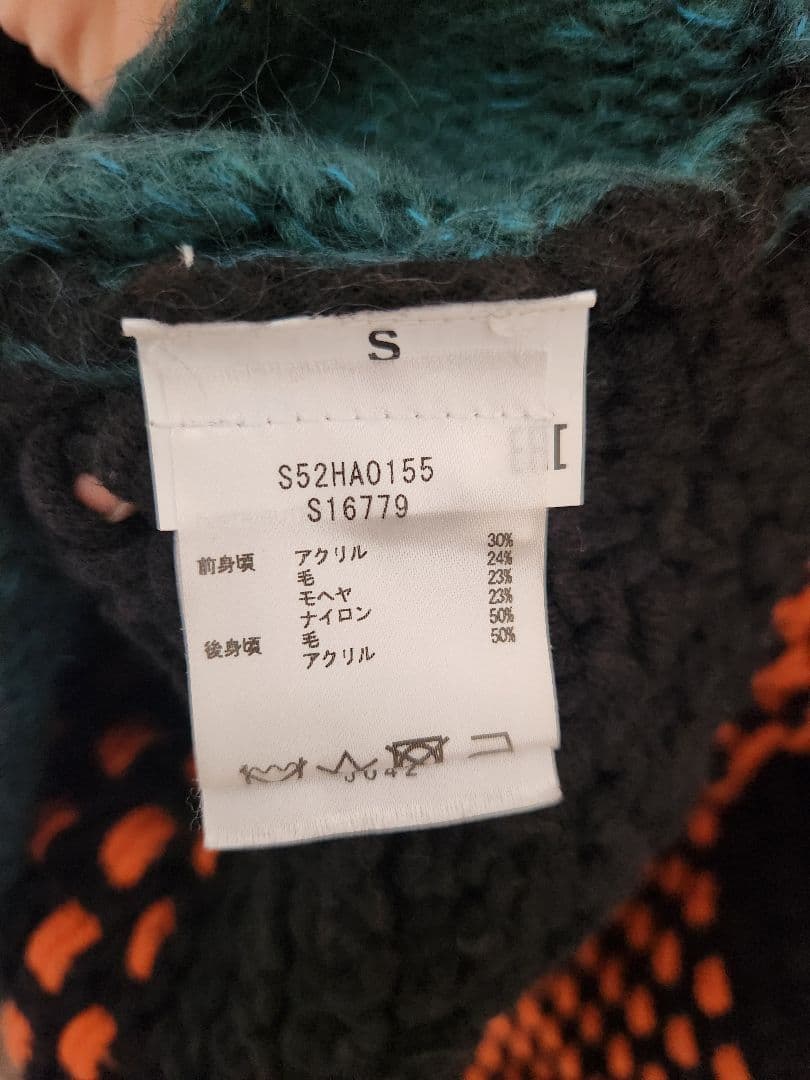 S
S52HA0155
S16779
前身頃 アクリル 30%
毛 24%
モヘヤ 23%
ナイロン 23%
後身頃 毛 50%
アクリル 50%